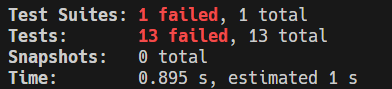 Test Suites: 1 failed, 1 total
Tests:       13 failed, 13 total
Snapshots:   0 total
Time:        0.895 s, estimated 1 s